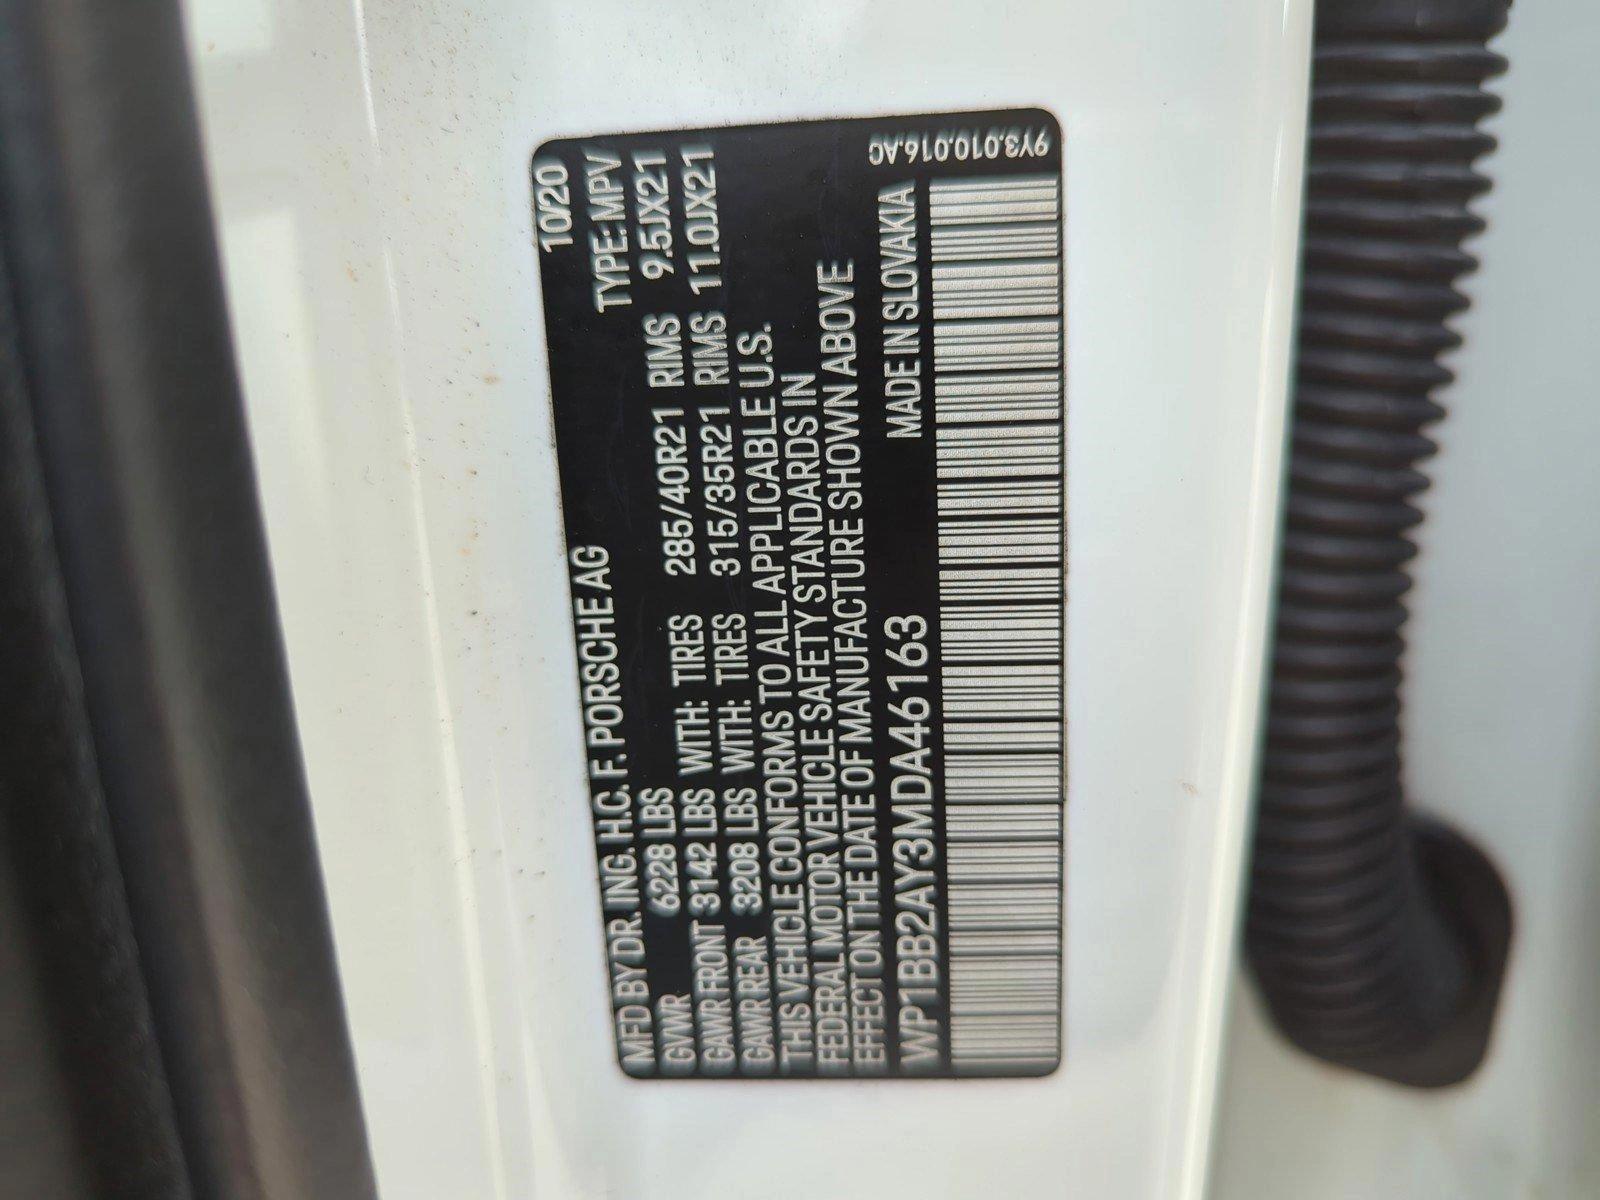 MFD BY DR. ING. H.C. F. PORSCHE AG 10/20
GVWR 6228 LBS TYPE: MPV
GAWR FRONT 3142 LBS WITH: TIRES 285/40R21 RIMS 9.5JX21
GAWR REAR 3208 LBS WITH: TIRES 315/35R21 RIMS 11.0JX21
THIS VEHICLE CONFORMS TO ALL APPLICABLE U.S.
FEDERAL MOTOR VEHICLE SAFETY STANDARDS IN
EFFECT ON THE DATE OF MANUFACTURE SHOWN ABOVE
WP1BB2AY3MDA46163 MADE IN SLOVAKIA
9Y3.010.016.AC